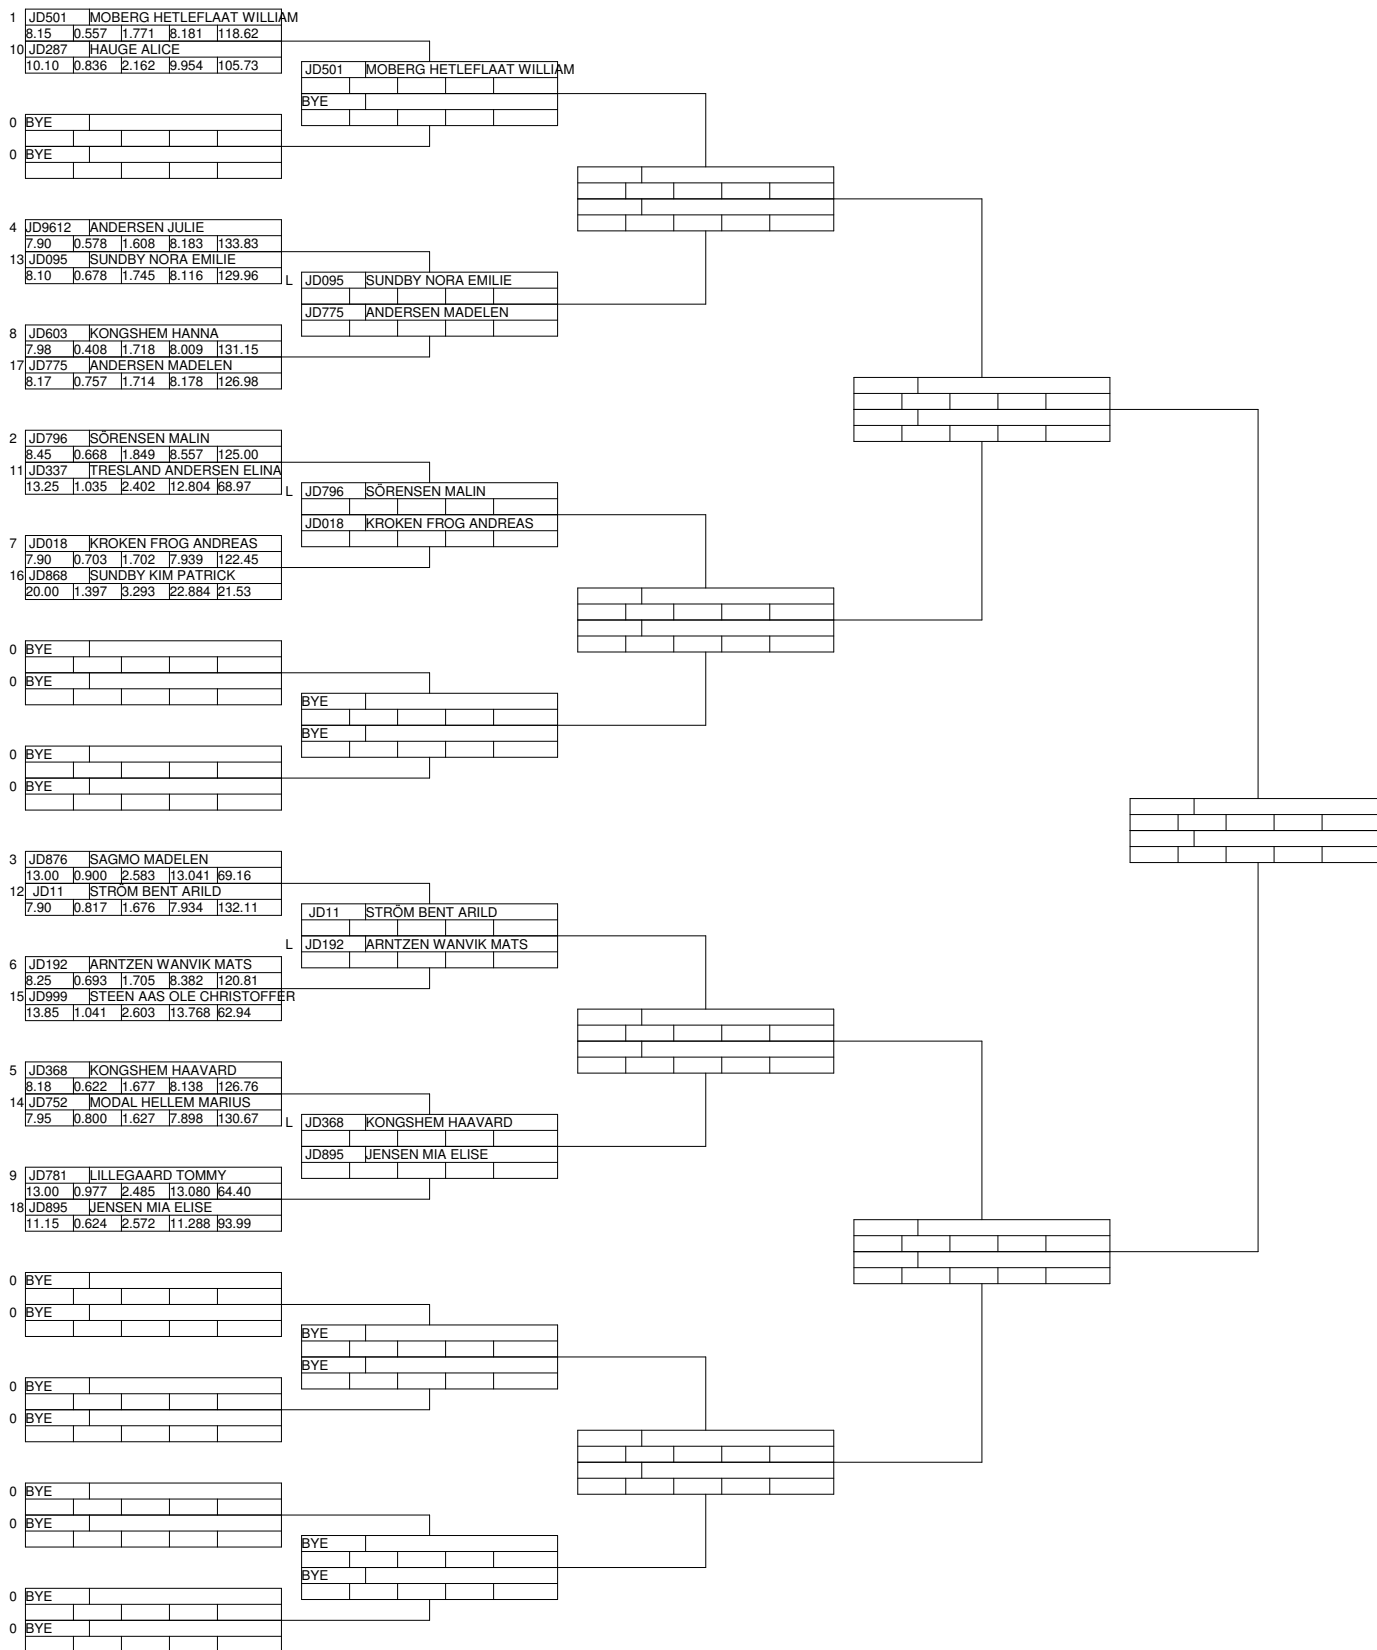 1 JD501 MOBERG HETLEFLAAT WILLIAM
8.15 0.557 1.771 8.181 118.62
10 JD287 HAUGE ALICE
10.10 0.836 2.162 9.954 105.73
JD501 MOBERG HETLEFLAAT WILLIAM
BYE
0 BYE
0 BYE
4 JD9612 ANDERSEN JULIE
7.90 0.578 1.608 8.183 133.83
13 JD095 SUNDBY NORA EMILIE
8.10 0.678 1.745 8.116 129.96
L JD095 SUNDBY NORA EMILIE
JD775 ANDERSEN MADELEN
8 JD603 KONGSHEM HANNA
7.98 0.408 1.718 8.009 131.15
17 JD775 ANDERSEN MADELEN
8.17 0.757 1.714 8.178 126.98
2 JD796 SÖRENSEN MALIN
8.45 0.668 1.849 8.557 125.00
11 JD337 TRESLAND ANDERSEN ELINA
13.25 1.035 2.402 12.804 68.97
L JD796 SÖRENSEN MALIN
JD018 KROKEN FROG ANDREAS
7 JD018 KROKEN FROG ANDREAS
7.90 0.703 1.702 7.939 122.45
16 JD868 SUNDBY KIM PATRICK
20.00 1.397 3.293 22.884 21.53
0 BYE
0 BYE
BYE
BYE
0 BYE
0 BYE
3 JD876 SAGMO MADELEN
13.00 0.900 2.583 13.041 69.16
12 JD11 STRÖM BENT ARILD
7.90 0.817 1.676 7.934 132.11
JD11 STRÖM BENT ARILD
L JD192 ARNTZEN WANVIK MATS
6 JD192 ARNTZEN WANVIK MATS
8.25 0.693 1.705 8.382 120.81
15 JD999 STEEN AAS OLE CHRISTOFFER
13.85 1.041 2.603 13.768 62.94
5 JD368 KONGSHEM HAAVARD
8.18 0.622 1.677 8.138 126.76
14 JD752 MODAL HELLEM MARIUS
7.95 0.800 1.627 7.898 130.67
L JD368 KONGSHEM HAAVARD
JD895 JENSEN MIA ELISE
9 JD781 LILLEGAARD TOMMY
13.00 0.977 2.485 13.080 64.40
18 JD895 JENSEN MIA ELISE
11.15 0.624 2.572 11.288 93.99
0 BYE
0 BYE
BYE
BYE
0 BYE
0 BYE
0 BYE
0 BYE
BYE
BYE
0 BYE
0 BYE